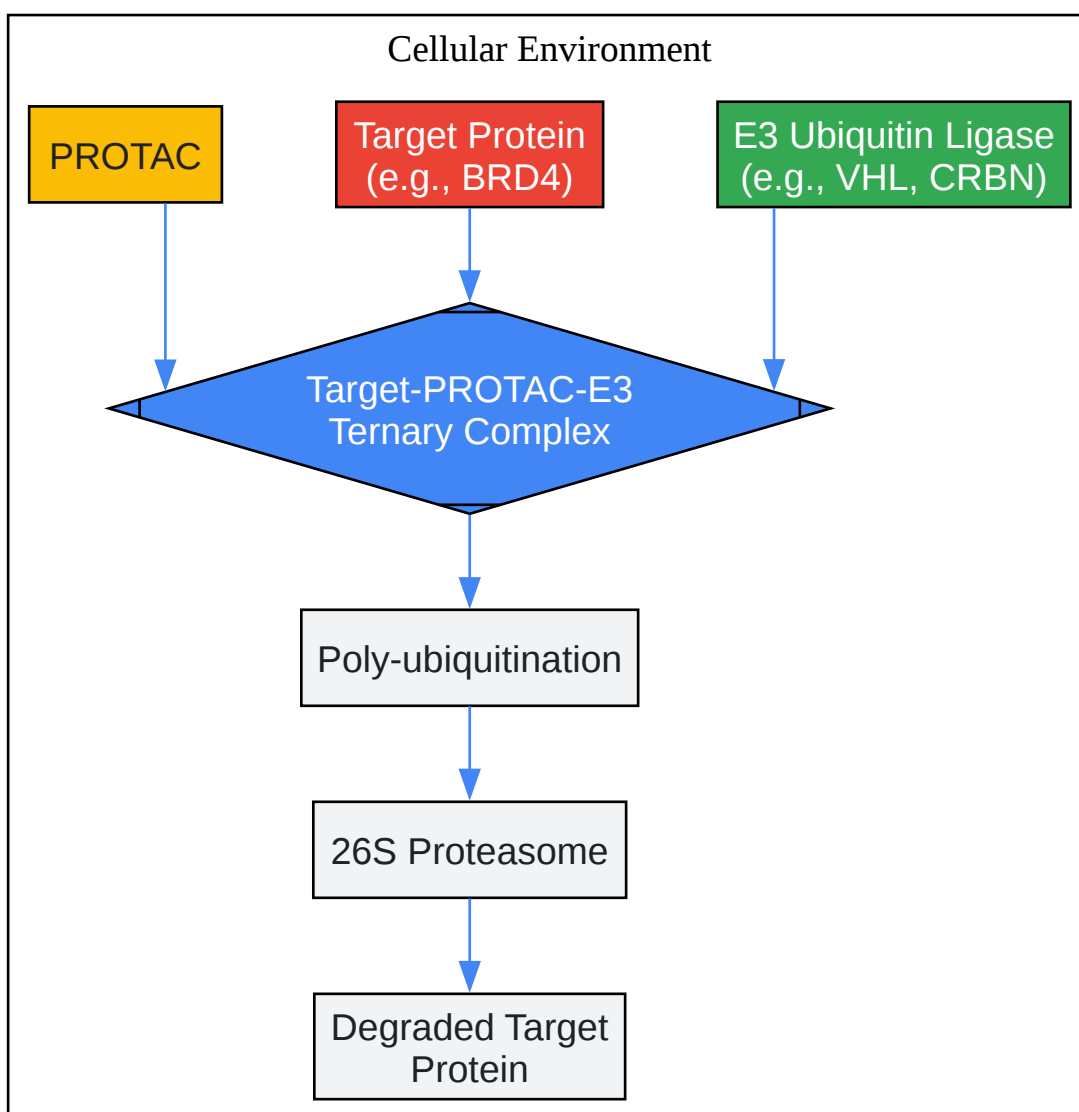 Cellular Environment
PROTAC
Target Protein
(e.g., BRD4)
E3 Ubiquitin Ligase
(e.g., VHL, CRBN)
Target-PROTAC-E3
Ternary Complex
Poly-ubiquitination
26S Proteasome
Degraded Target
Protein